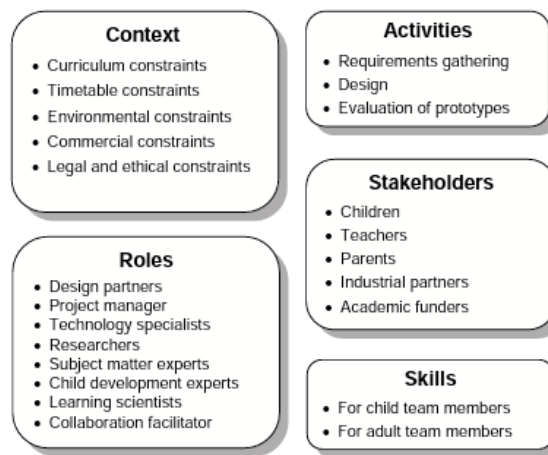 Context
• Curriculum constraints
• Timetable constraints
• Environmental constraints
• Commercial constraints
• Legal and ethical constraints
Roles
• Design partners
• Project manager
• Technology specialists
• Researchers
• Subject matter experts
• Child development experts
• Learning scientists
• Collaboration facilitator
Activities
• Requirements gathering
• Design
• Evaluation of prototypes
Stakeholders
• Children
• Teachers
• Parents
• Industrial partners
• Academic funders
Skills
• For child team members
• For adult team members